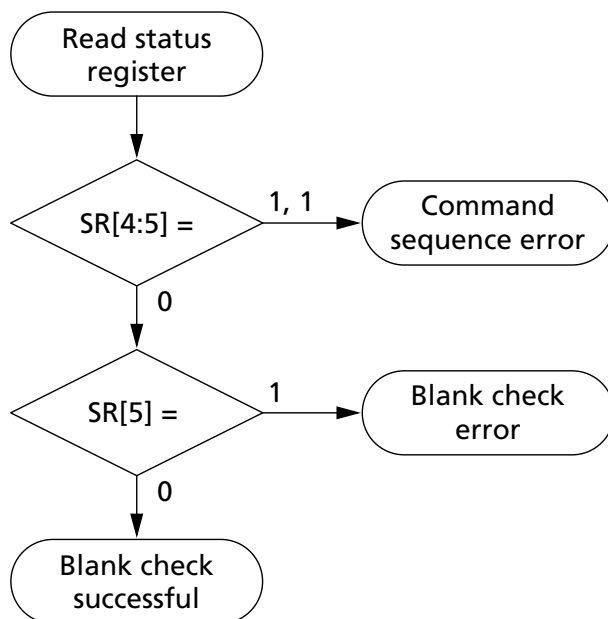 Read status
register
SR[4:5] =
1, 1
Command
sequence error
0
SR[5] =
1
Blank check
error
0
Blank check
successful